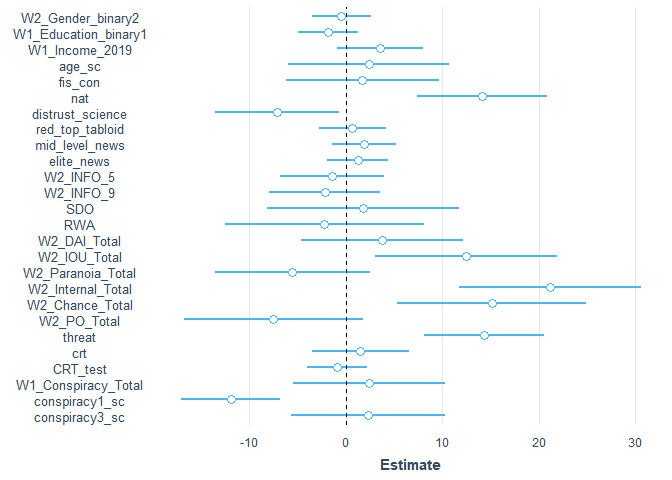 W2_Gender_binary2
W1_Education_binary1
W1_Income_2019
age_sc
fis_con
nat
distrust_science
red_top_tabloid
mid_level_news
elite_news
W2_INFO_5
W2_INFO_9
SDO
RWA
W2_DAI_Total
W2_IOU_Total
W2_Paranoia_Total
W2_Internal_Total
W2_Chance_Total
W2_PO_Total
threat
crt
CRT_test
W1_Conspiracy_Total
conspiracy1_sc
conspiracy3_sc
-10 0 10 20 30
Estimate